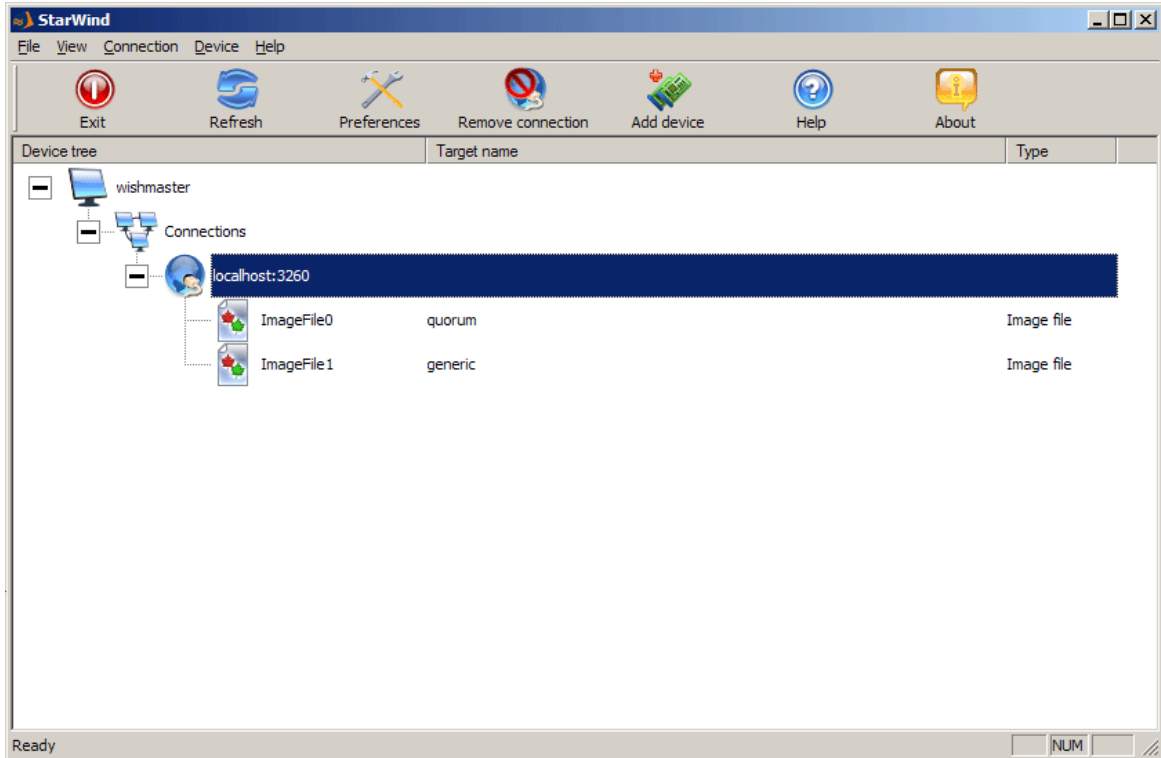 StarWind
File View Connection Device Help
Exit Refresh Preferences Remove connection Add device Help About
Device tree Target name Type
wishmaster
Connections
localhost:3260
ImageFile0 quorum Image file
ImageFile1 generic Image file
Ready NUM